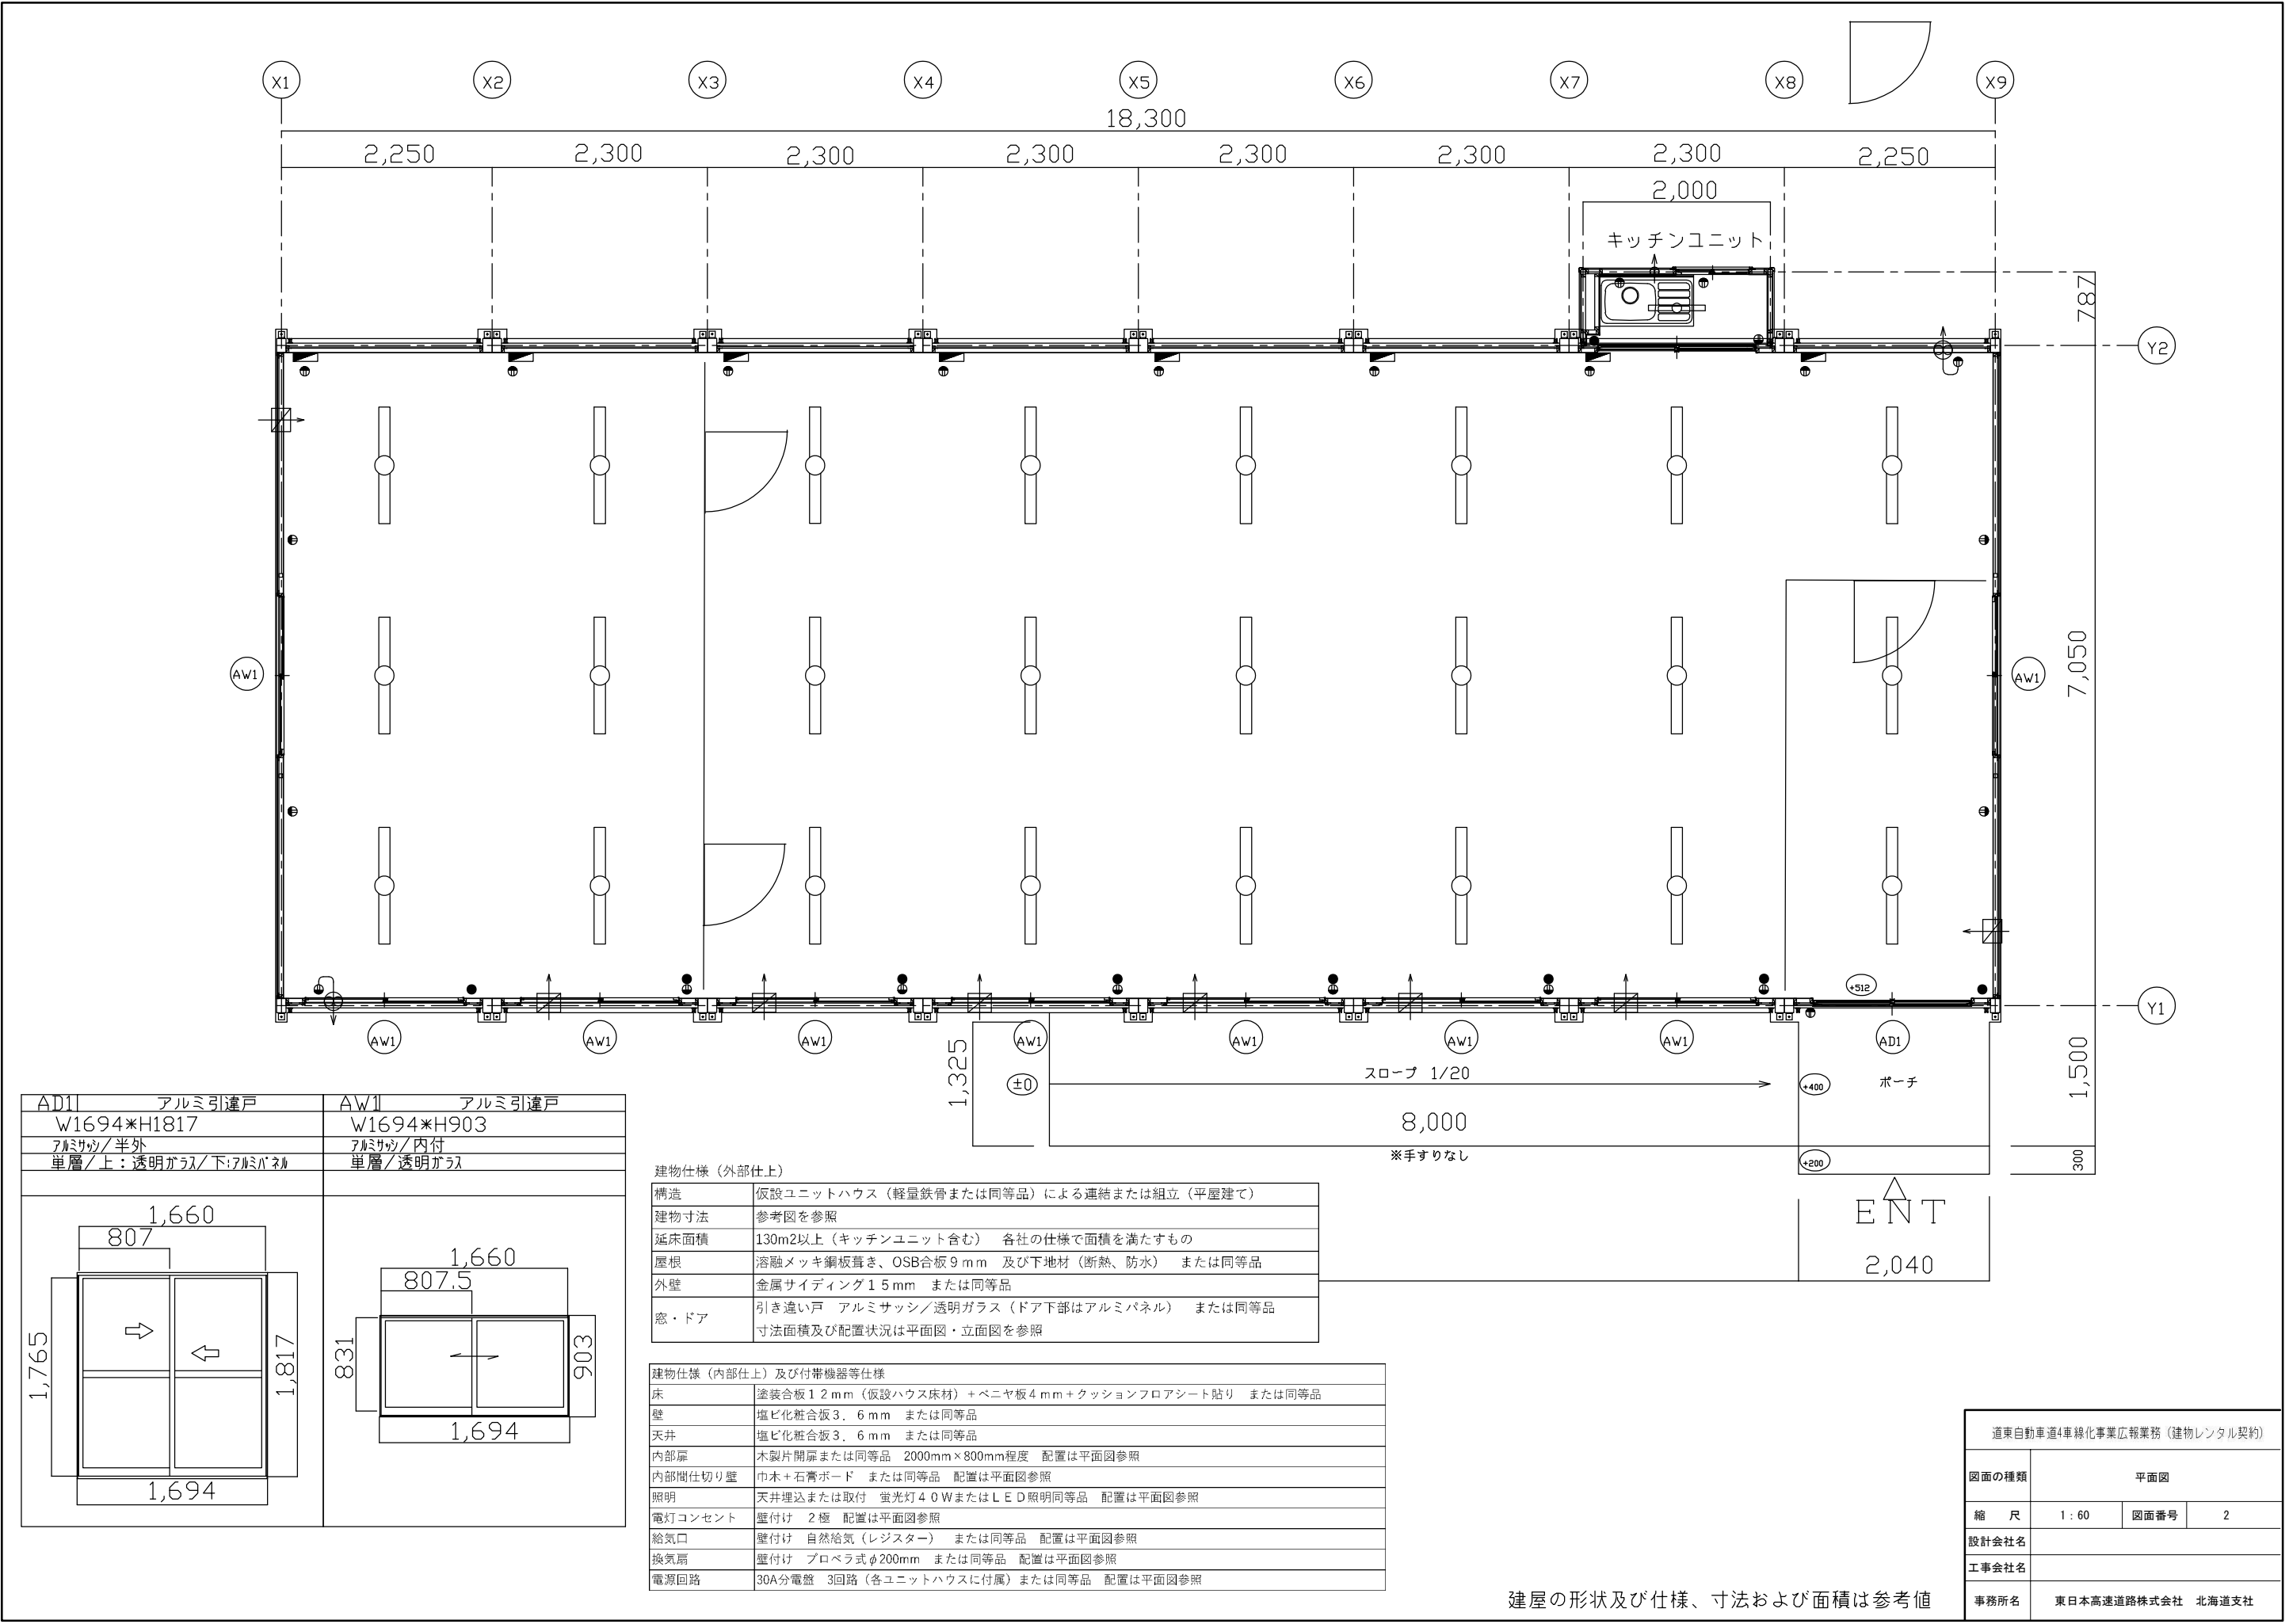 X1 X2 X3 X4 X5 X6 X7 X8 X9
18,300
2,250 2,300 2,300 2,300 2,300 2,300 2,300 2,250
2,000
キッチンユニット
787
Y2
AW1
7,050
AW1
+512
Y1
AW1 AW1 AW1 AW1 AW1 AW1 AW1 AD1
1,325
±0
スロープ 1/20
+400
ポーチ
1,500
8,000
※手すりなし
+200
300
ENT
2,040
AD1 アルミ引違戸
W1694*H1817
アルミサッシ/半外
単層/上:透明ガラス/下:アルミパネル
1,660
807
1,765
1,817
1,694
AW1 アルミ引違戸
W1694*H903
アルミサッシ/内付
単層/透明ガラス
1,660
807.5
831
903
1,694
建物仕様(外部仕上)
構造 仮設ユニットハウス(軽量鉄骨または同等品)による連結または組立(平屋建て)
建物寸法 参考図を参照
延床面積 130m2以上(キッチンユニット含む) 各社の仕様で面積を満たすもの
屋根 溶融メッキ鋼板葺き、OSB合板9mm 及び下地材(断熱、防水) または同等品
外壁 金属サイディング15mm または同等品
窓・ドア 引き違い戸 アルミサッシ/透明ガラス(ドア下部はアルミパネル) または同等品
寸法面積及び配置状況は平面図・立面図を参照
建物仕様(内部仕上)及び付帯機器等仕様
床 塗装合板12mm(仮設ハウス床材)+ベニヤ板4mm+クッションフロアシート貼り または同等品
壁 塩ビ化粧合板3.6mm または同等品
天井 塩ビ化粧合板3.6mm または同等品
内部扉 木製片開扉または同等品 2000mm×800mm程度 配置は平面図参照
内部間仕切り壁 巾木+石膏ボード または同等品 配置は平面図参照
照明 天井埋込または取付 蛍光灯40WまたはLED照明同等品 配置は平面図参照
電灯コンセント 壁付け 2極 配置は平面図参照
給気口 壁付け 自然給気(レジスター) または同等品 配置は平面図参照
換気扇 壁付け プロペラ式φ200mm または同等品 配置は平面図参照
電源回路 30A分電盤 3回路(各ユニットハウスに付属)または同等品 配置は平面図参照
建屋の形状及び仕様、寸法および面積は参考値
道東自動車道4車線化事業広報業務(建物レンタル契約)
図面の種類 平面図
縮 尺 1:60 図面番号 2
設計会社名
工事会社名
事務所名 東日本高速道路株式会社 北海道支社